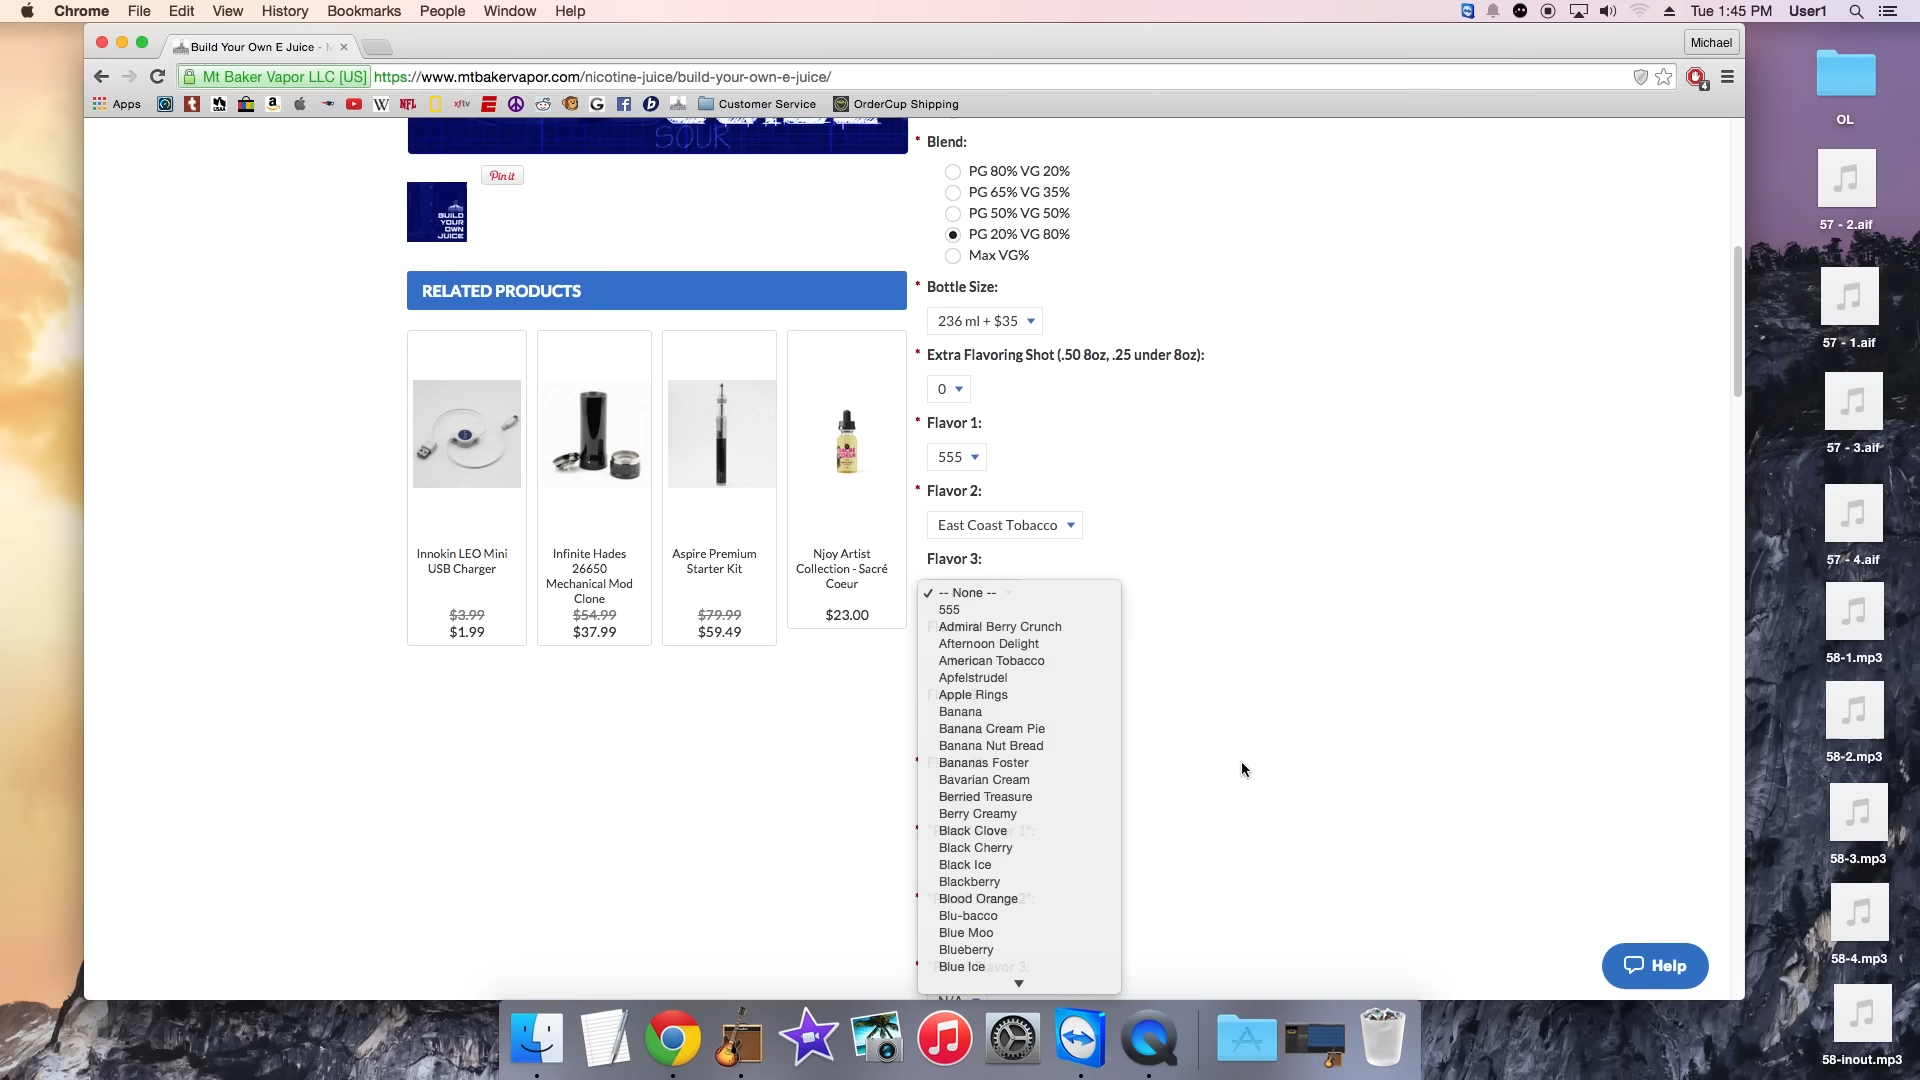 Chrome File Edit View History Bookmarks People Window Help
Tue 1:45 PM User1
Build Your Own E Juice -
Michael
Mt Baker Vapor LLC [US] https://www.mtbakervapor.com/nicotine-juice/build-your-own-e-juice/
4
Apps
NFL
xftv
Customer Service
OrderCup Shipping
SOUR
Pin it
BUILD
YOUR
OWN
JUICE
RELATED PRODUCTS
Innokin LEO Mini
USB Charger
$3.99
$1.99
Infinite Hades
26650
Mechanical Mod
Clone
$54.99
$37.99
Aspire Premium
Starter Kit
$79.99
$59.49
Njoy Artist
Collection - Sacré
Coeur
$23.00
* Blend:
PG 80% VG 20%
PG 65% VG 35%
PG 50% VG 50%
PG 20% VG 80%
Max VG%
* Bottle Size:
236 ml + $35
* Extra Flavoring Shot (.50 8oz, .25 under 8oz):
0
* Flavor 1:
555
* Flavor 2:
East Coast Tobacco
Flavor 3:
✓ -- None --
555
Admiral Berry Crunch
Afternoon Delight
American Tobacco
Apfelstrudel
Apple Rings
Banana
Banana Cream Pie
Banana Nut Bread
Bananas Foster
Bavarian Cream
Berried Treasure
Berry Creamy
Black Clove
Black Cherry
Black Ice
Blackberry
Blood Orange
Blu-bacco
Blue Moo
Blueberry
Blue Ice
Help
OL
57 - 2.aif
57 - 1.aif
57 - 3.aif
57 - 4.aif
58-1.mp3
58-2.mp3
58-3.mp3
58-4.mp3
58-inout.mp3